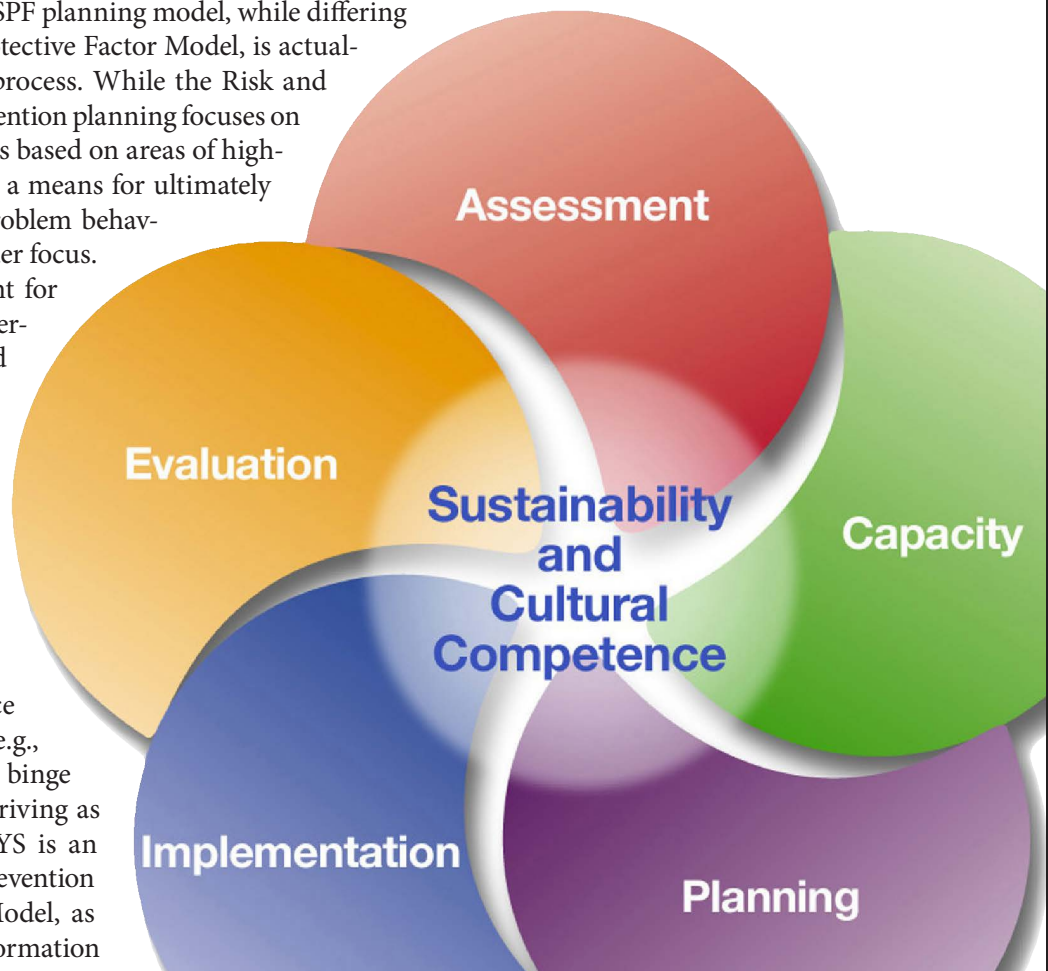 SPF planning model, while differing
tective Factor Model, is actual-
process. While the Risk and
ention planning focuses on
s based on areas of high-
a means for ultimately
roblem behav-
er focus.
nt for
er-
d
Assessment
Evaluation
Capacity
Sustainability
and
Cultural
Competence
Implementation
Planning
ce
e.g.,
binge
riving as
YS is an
evention
Model, as
ormation